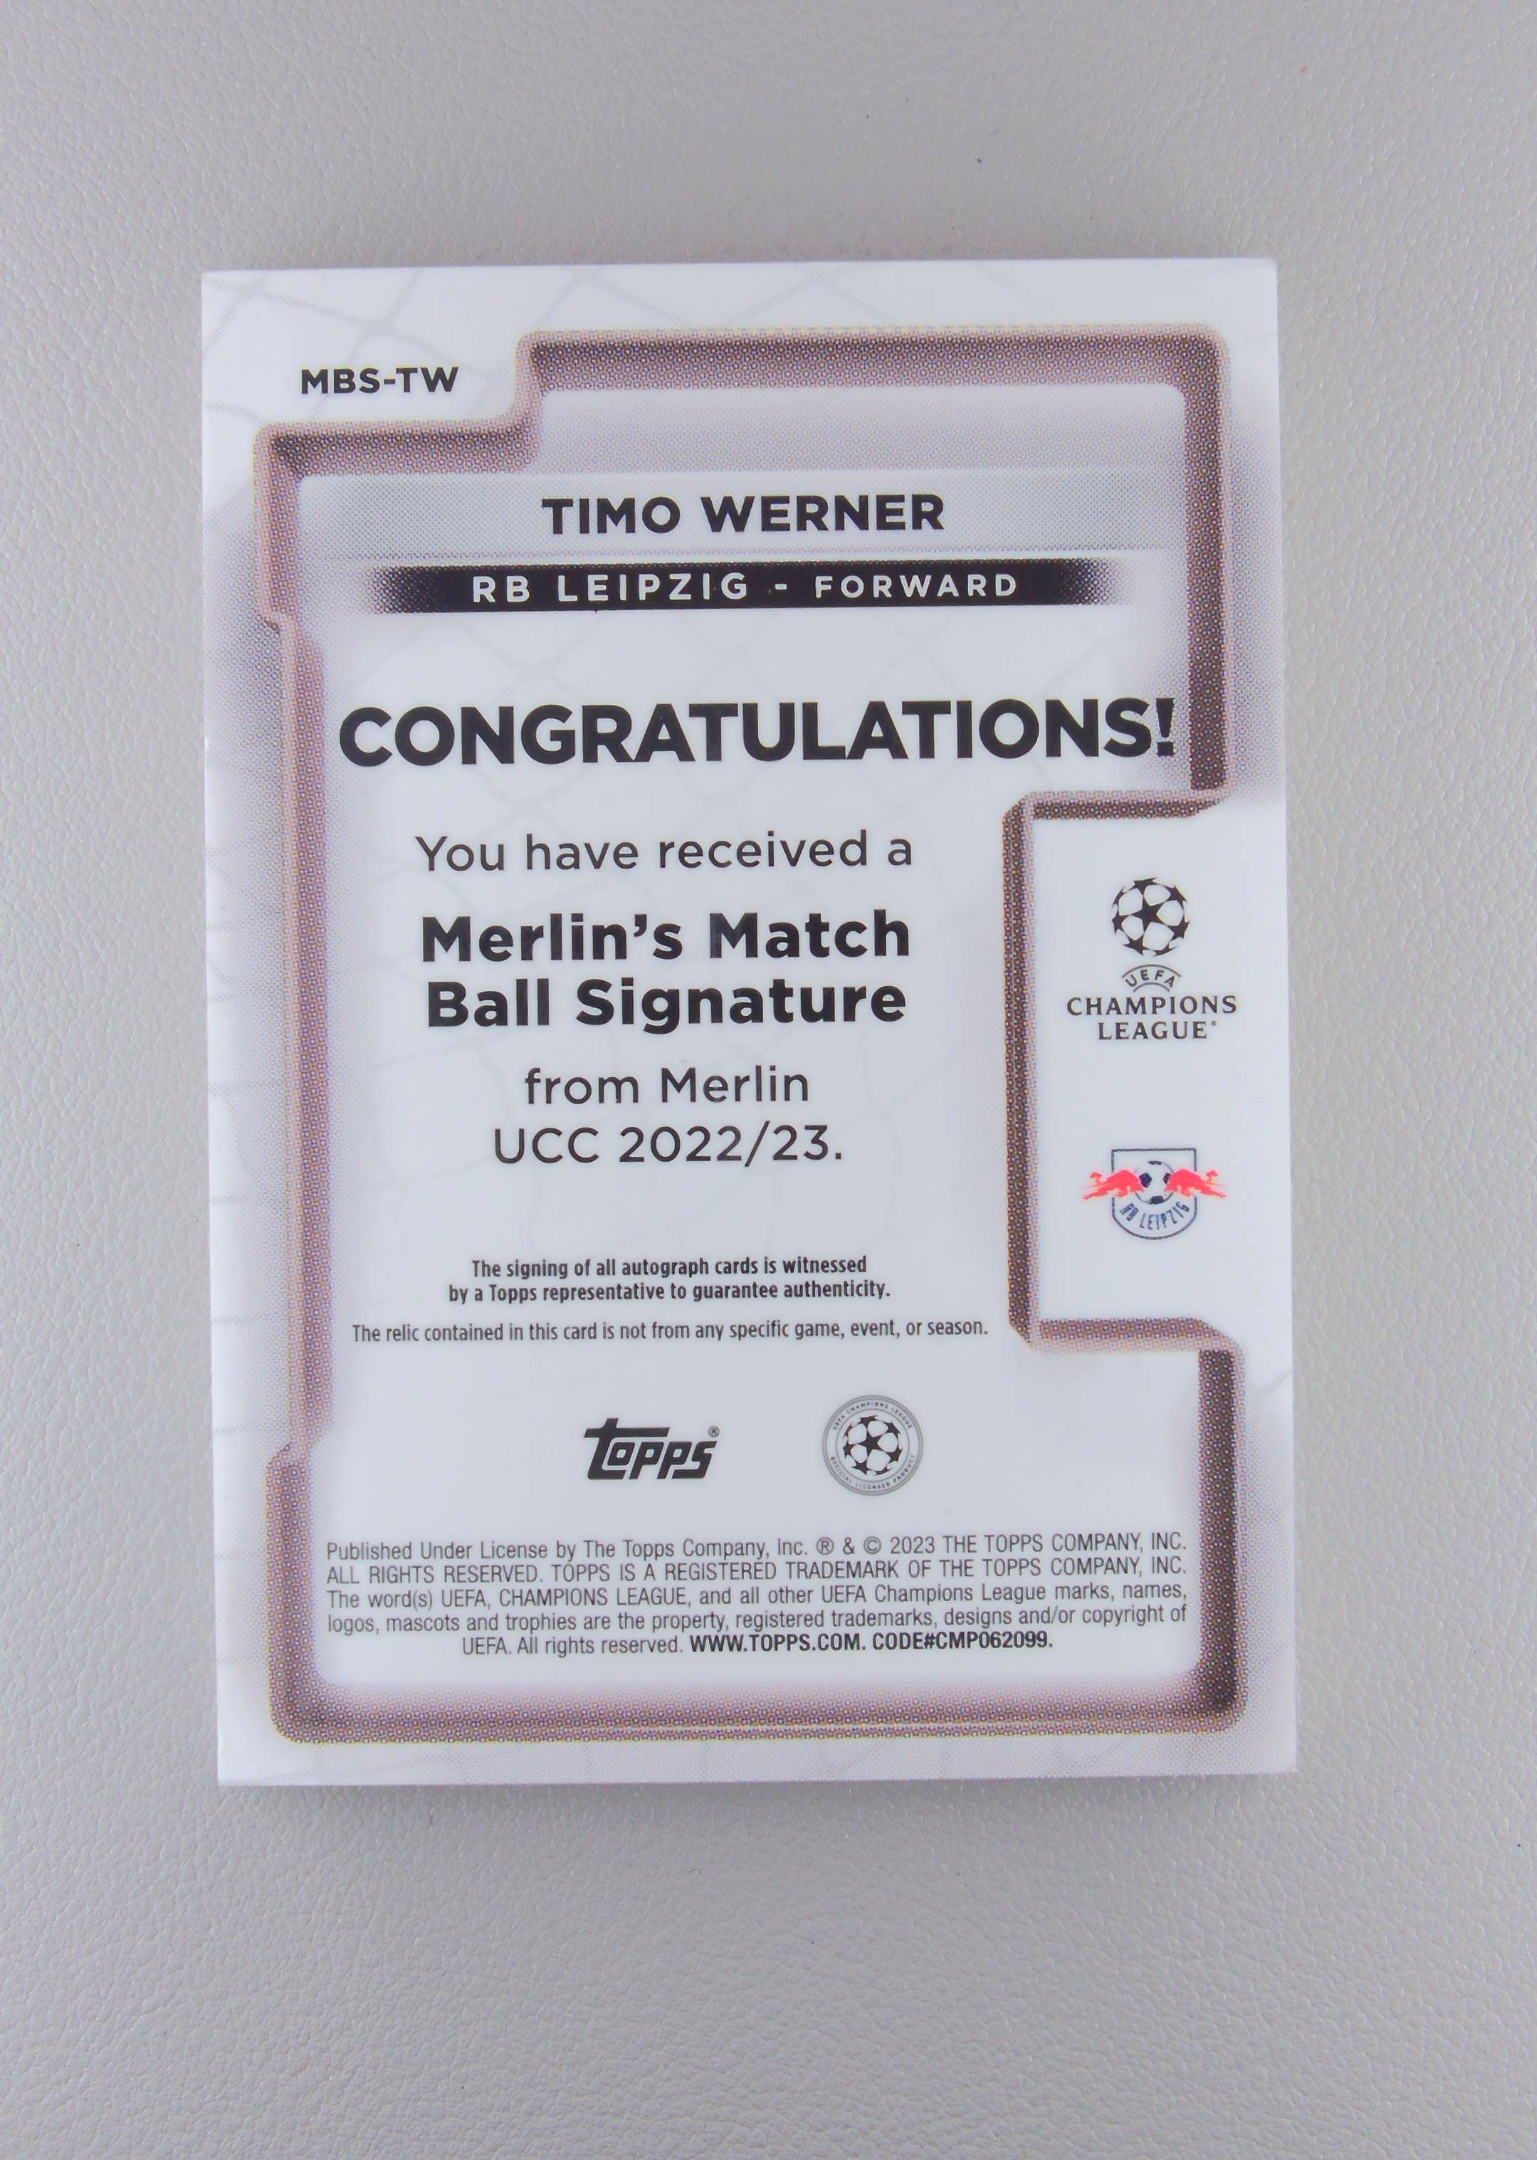 MBS-TW
TIMO WERNER
RB LEIPZIG - FORWARD
CONGRATULATIONS!
You have received a
Merlin's Match
Ball Signature
from Merlin
UCC 2022/23.
UEFA
CHAMPIONS
LEAGUE®
RB LEIPZIG
The signing of all autograph cards is witnessed
by a Topps representative to guarantee authenticity.
The relic contained in this card is not from any specific game, event, or season.
topps®
UEFA CHAMPIONS LEAGUE
OFFICIAL LICENSED PRODUCT
Published Under License by The Topps Company, Inc. ® & © 2023 THE TOPPS COMPANY, INC.
ALL RIGHTS RESERVED. TOPPS IS A REGISTERED TRADEMARK OF THE TOPPS COMPANY, INC.
The word(s) UEFA, CHAMPIONS LEAGUE, and all other UEFA Champions League marks, names,
logos, mascots and trophies are the property, registered trademarks, designs and/or copyright of
UEFA. All rights reserved. WWW.TOPPS.COM. CODE#CMP062099.